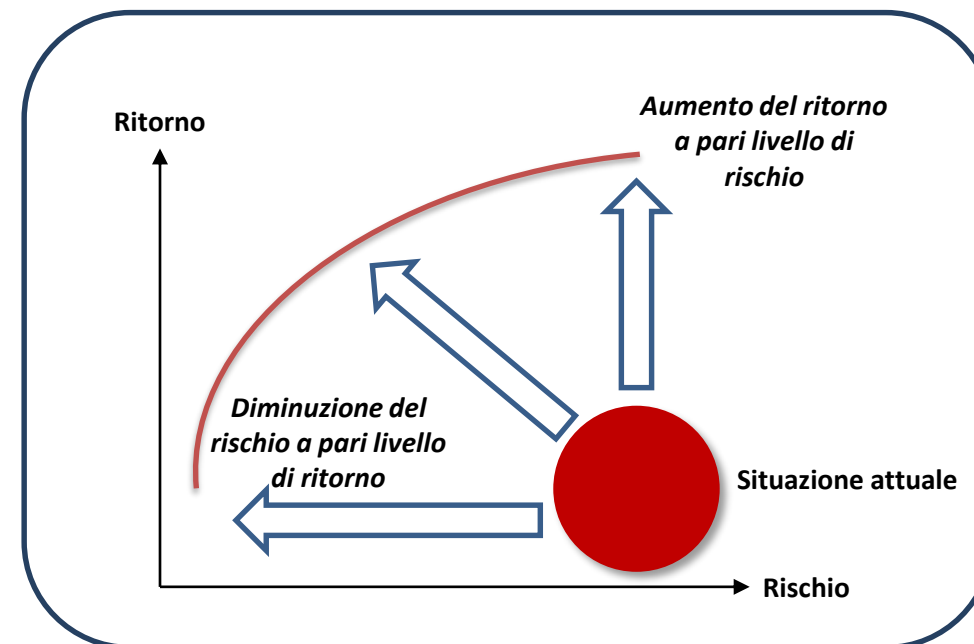 Ritorno
Aumento del ritorno
a pari livello di
rischio
Diminuzione del
rischio a pari livello
di ritorno
Situazione attuale
Rischio